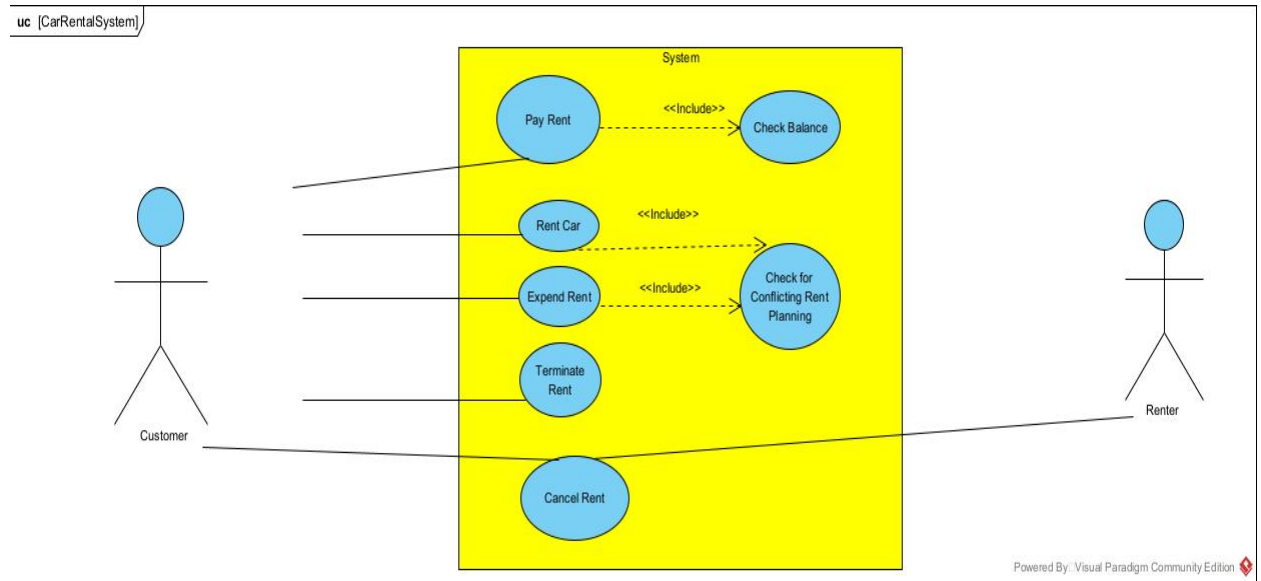 uc [CarRentalSystem]
System
Pay Rent
<<Include>>
Check Balance
Rent Car
<<Include>>
Expend Rent
<<Include>>
Check for
Conflicting Rent
Planning
Terminate
Rent
Customer
Renter
Cancel Rent
Powered By Visual Paradigm Community Edition